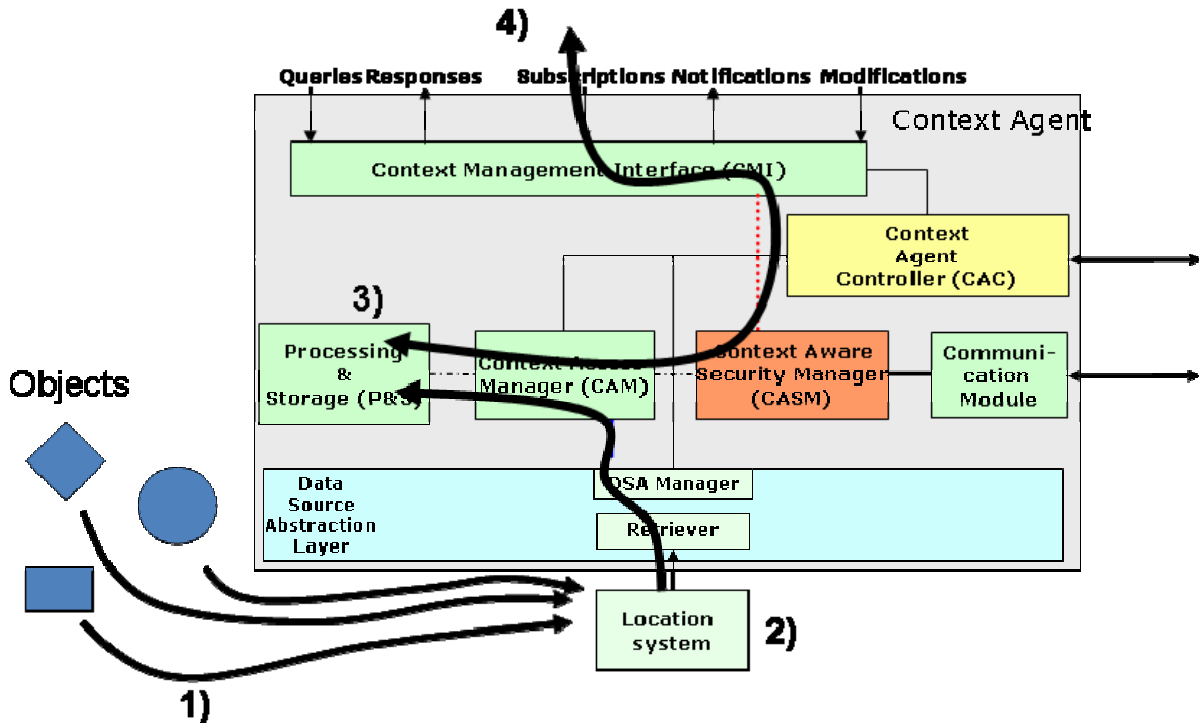 4)
Queries Responses Subscriptions Notifications Modifications
Context Agent
Context Management Interface (CMI)
Context
Agent
Controller (CAC)
3)
Processing
&
Storage (P&S)
Context Access
Manager (CAM)
Context Aware
Security Manager
(CASM)
Communi-
cation
Module
Objects
Data
Source
Abstraction
Layer
DSA Manager
Retriever
Location
system
2)
1)